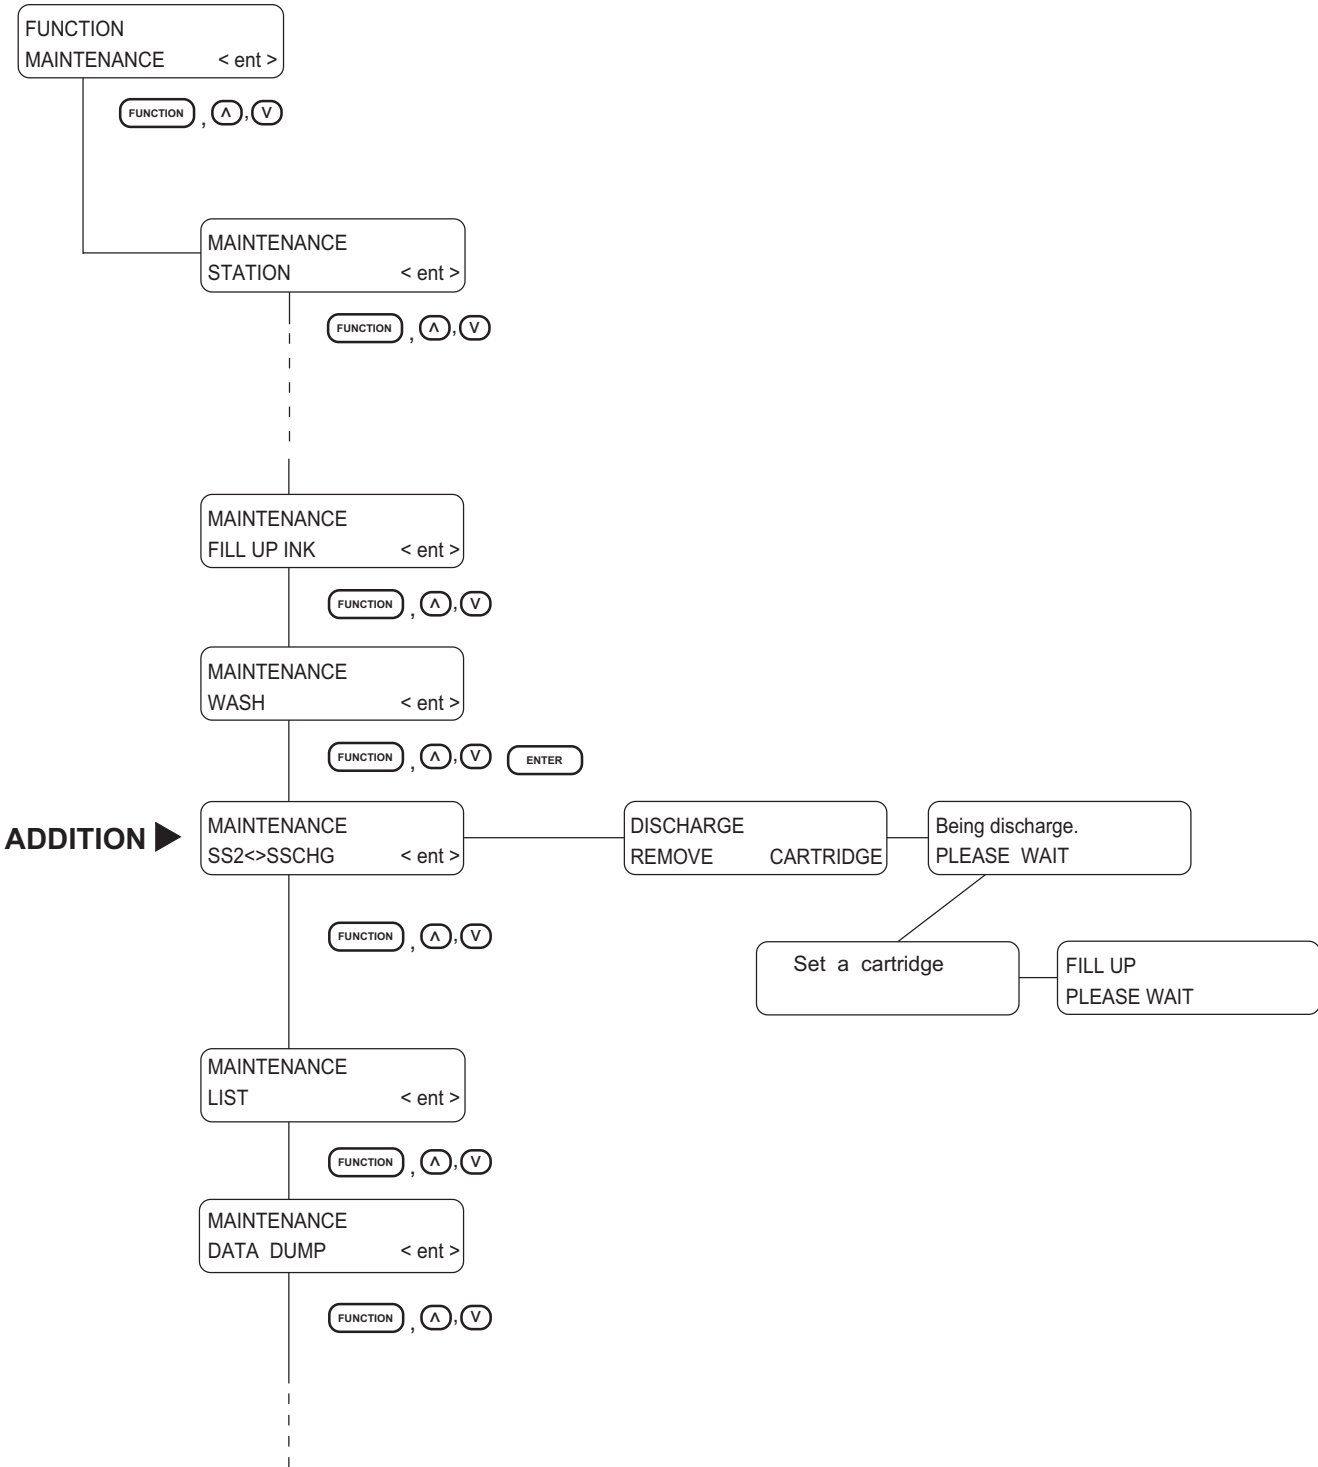 FUNCTION
MAINTENANCE < ent >
FUNCTION , ∧ , ∨
MAINTENANCE
STATION < ent >
FUNCTION , ∧ , ∨
MAINTENANCE
FILL UP INK < ent >
FUNCTION , ∧ , ∨
MAINTENANCE
WASH < ent >
FUNCTION , ∧ , ∨ ENTER
ADDITION ▶
MAINTENANCE
SS2<>SSCHG < ent >
DISCHARGE
REMOVE CARTRIDGE
Being discharge.
PLEASE WAIT
Set a cartridge
FILL UP
PLEASE WAIT
FUNCTION , ∧ , ∨
MAINTENANCE
LIST < ent >
FUNCTION , ∧ , ∨
MAINTENANCE
DATA DUMP < ent >
FUNCTION , ∧ , ∨